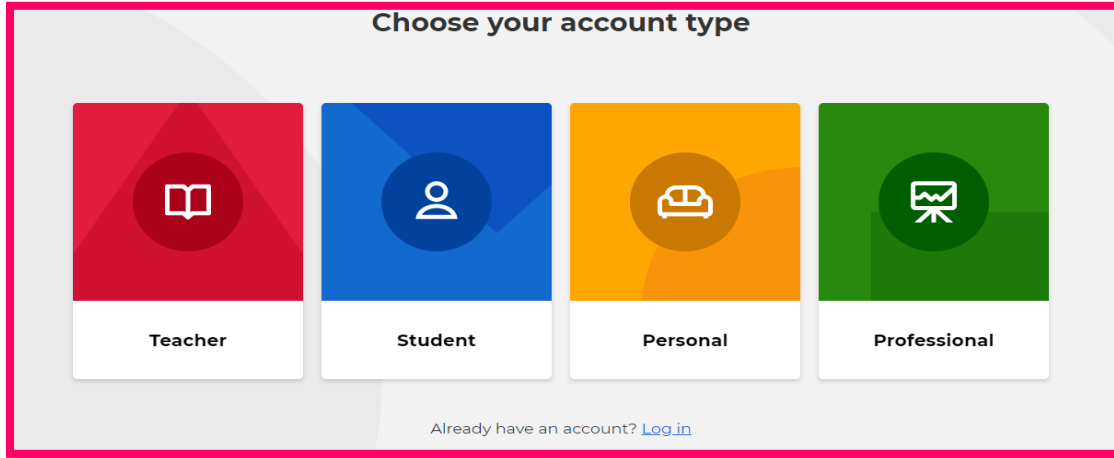 Choose your account type
Teacher
Student
Personal
Professional
Already have an account? Log in